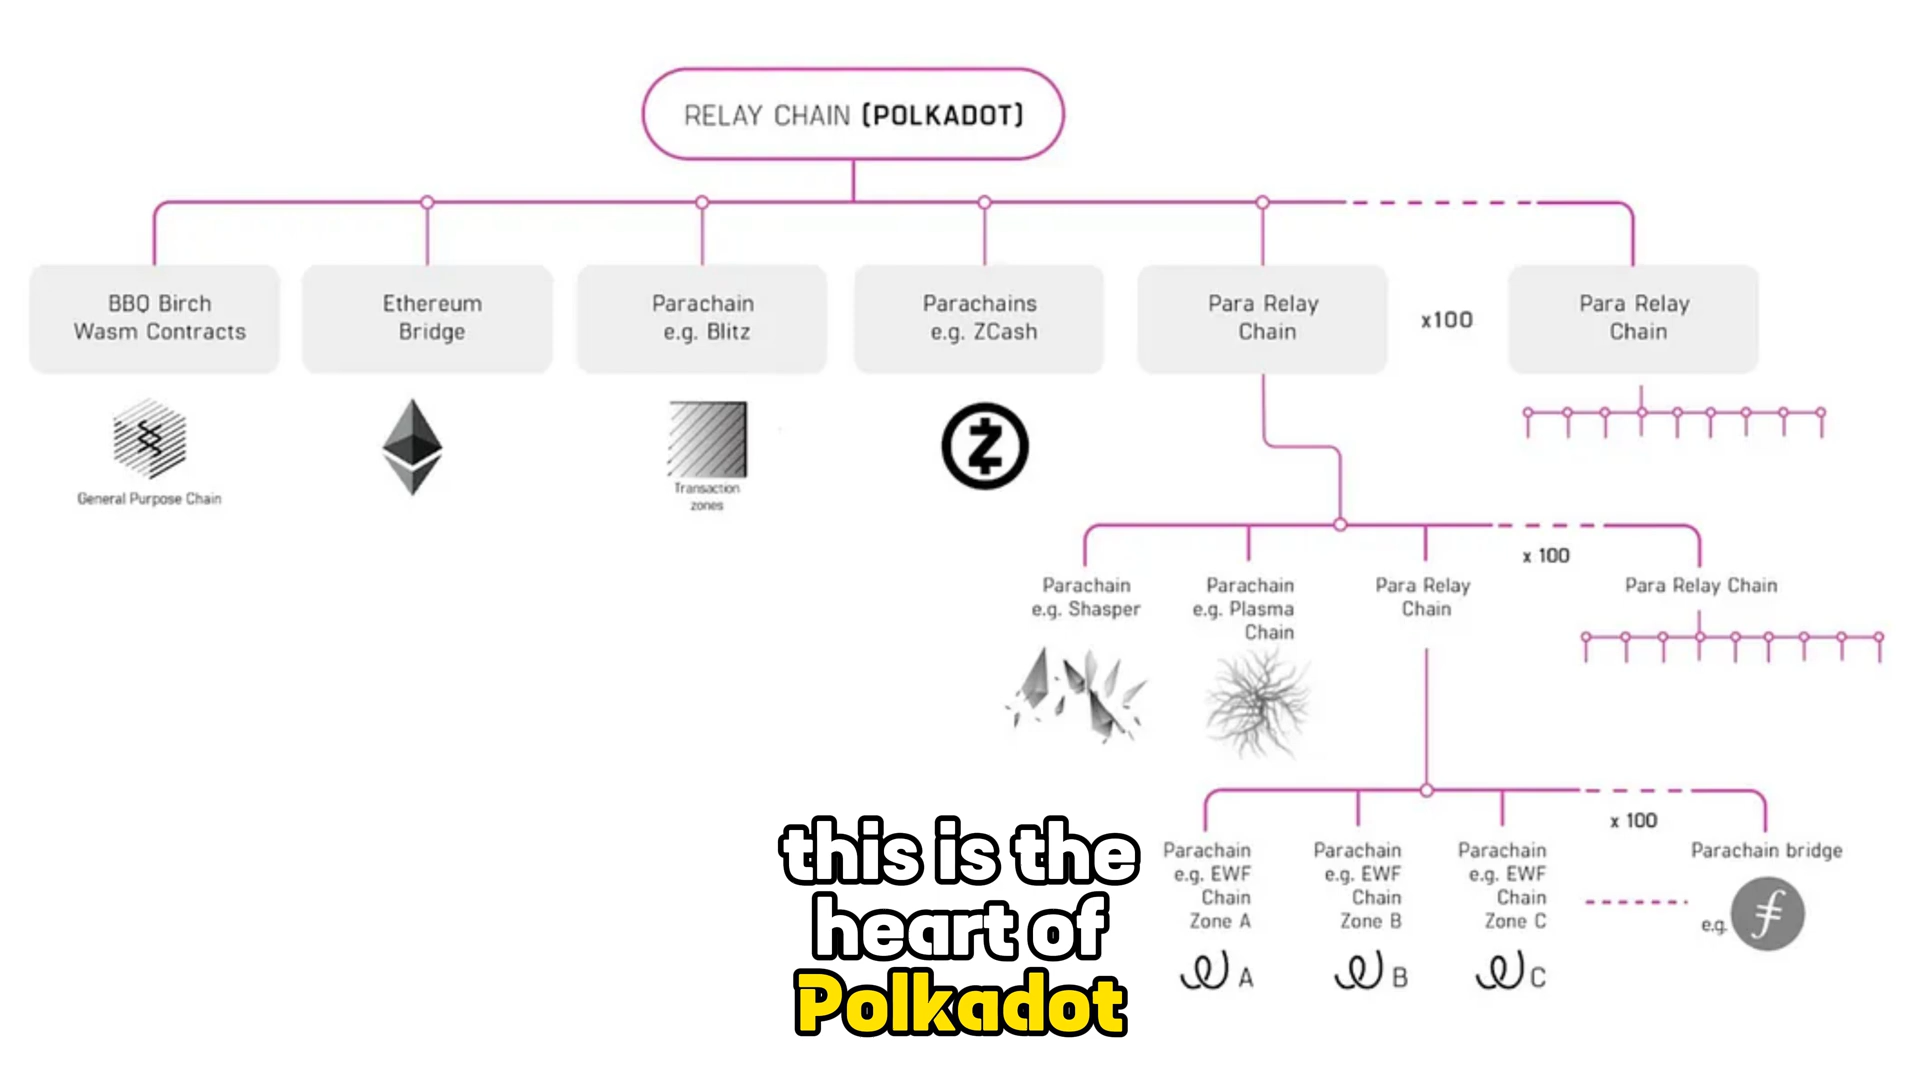 RELAY CHAIN (POLKADOT)
BBQ Birch
Wasm Contracts
Ethereum
Bridge
Parachain
e.g. Blitz
Parachains
e.g. ZCash
Para Relay
Chain
x100
Para Relay
Chain
General Purpose Chain
Transaction
zones
x 100
Parachain
e.g. Shasper
Parachain
e.g. Plasma
Chain
Para Relay
Chain
Para Relay Chain
x 100
Parachain
e.g. EWF
Chain
Zone A
A
Parachain
e.g. EWF
Chain
Zone B
B
Parachain
e.g. EWF
Chain
Zone C
C
Parachain bridge
e.g.
this is the
heart of
Polkadot